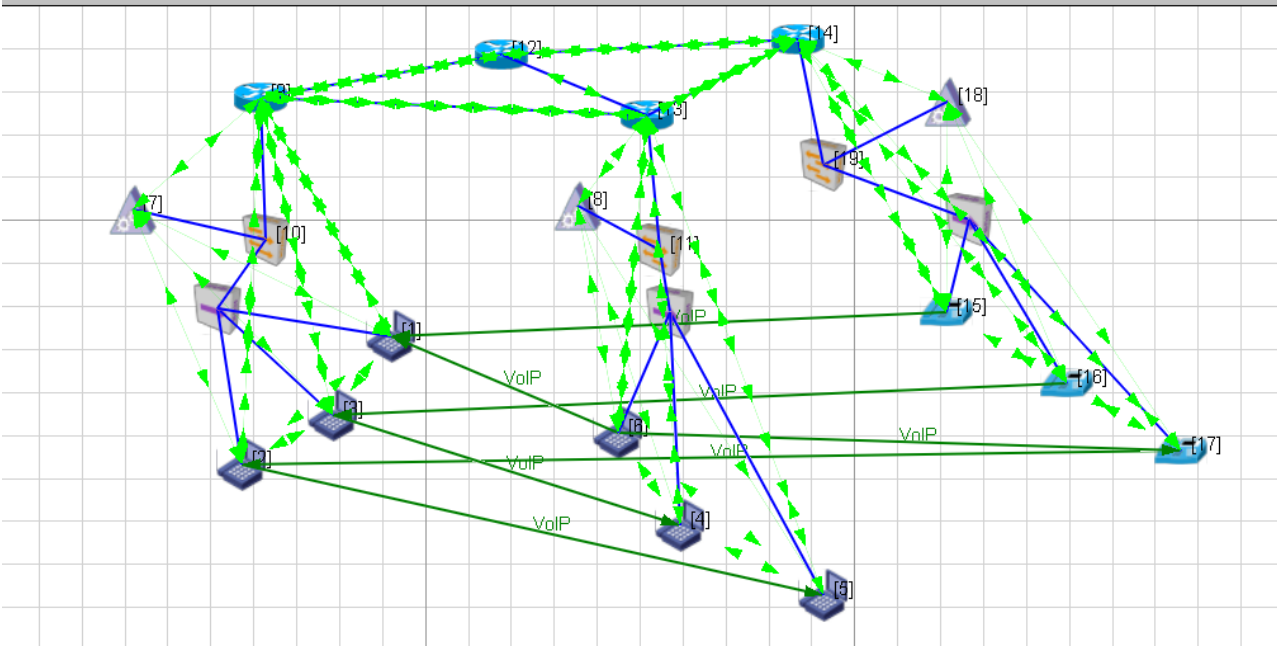 [12]
[14]
[9]
[13]
[18]
[19]
[7]
[8]
[10]
[11]
VoIP
[15]
[1]
VoIP
[16]
VoIP
[3]
[6]
VoIP
[17]
VoIP
[2]
VoIP
[4]
VoIP
[5]